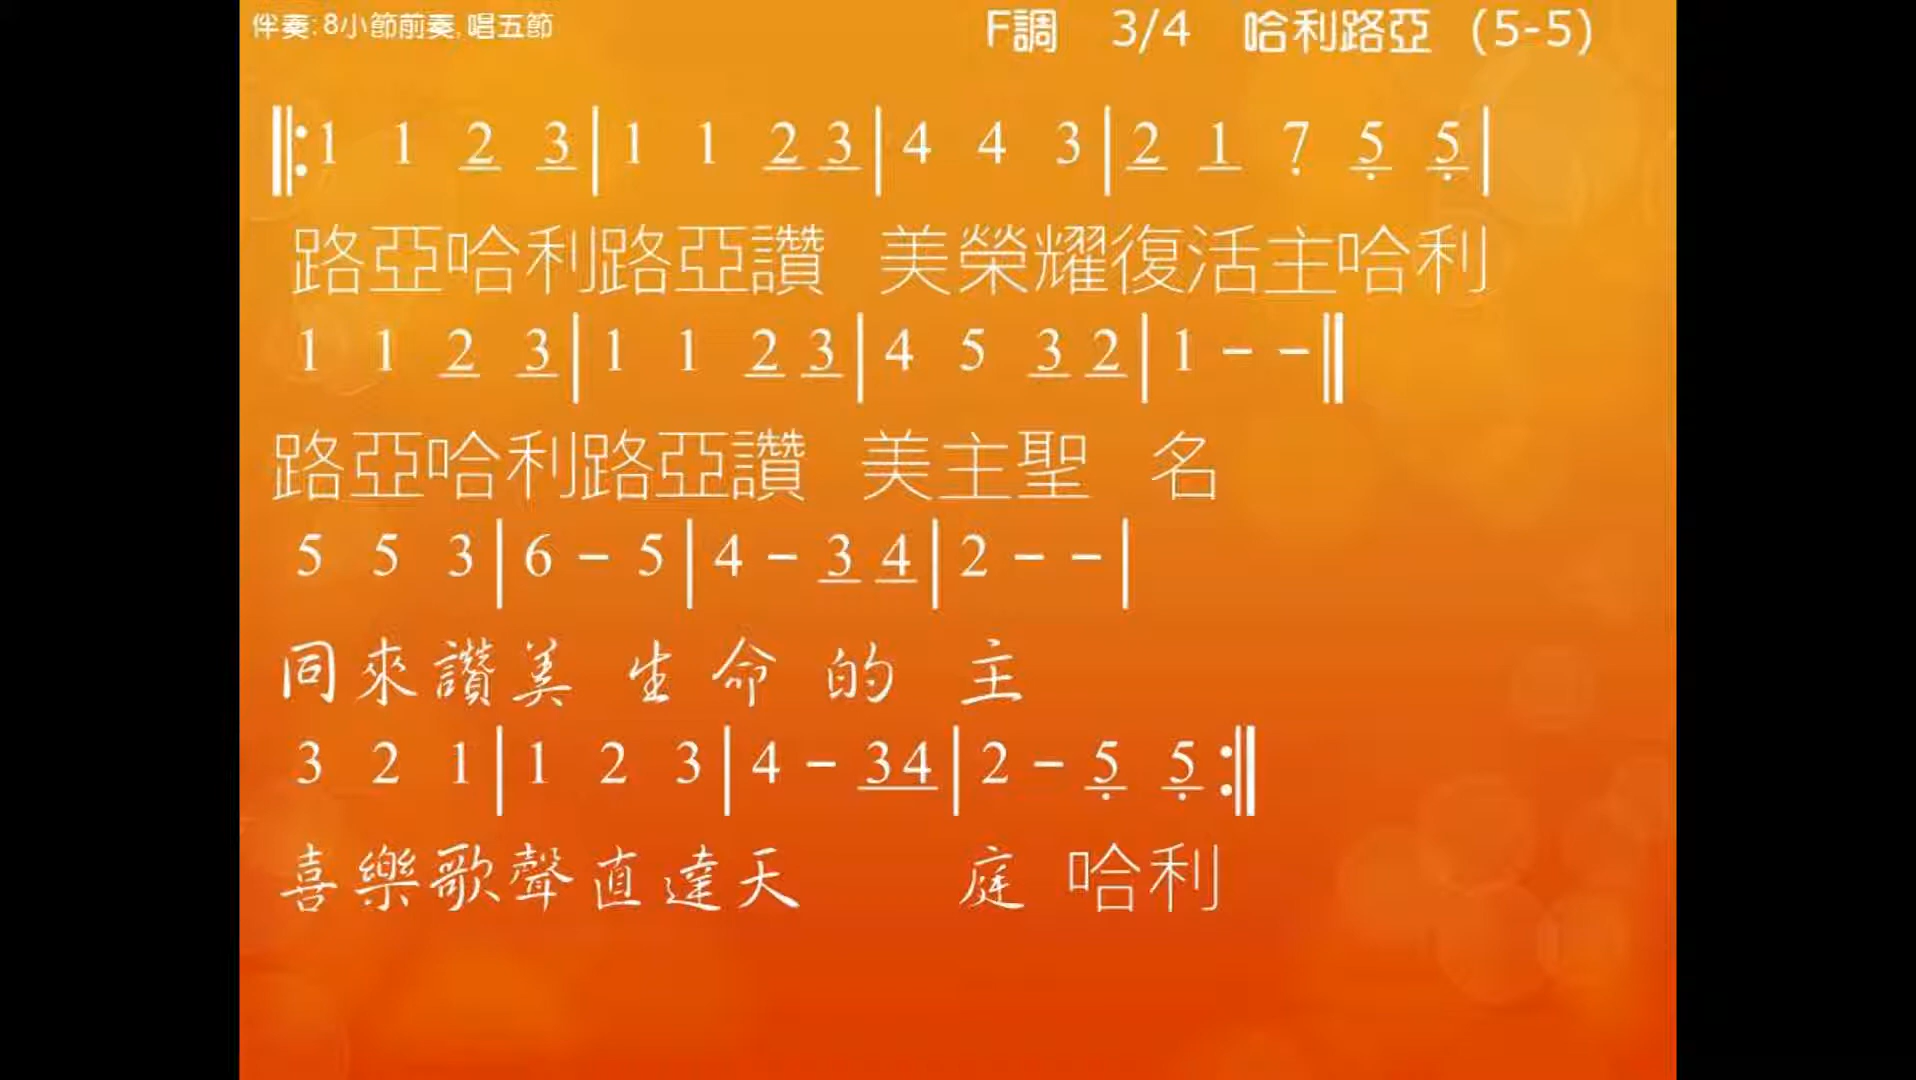 伴奏: 8小節前奏, 唱五節
F調 3/4 哈利路亞 (5-5)
‖: 1 1 2 3 | 1 1 2 3 | 4 4 3 | 2 1 7 5 5 |
路亞哈利路亞讚 美榮耀復活主哈利
1 1 2 3 | 1 1 2 3 | 4 5 3 2 | 1 - - ‖
路亞哈利路亞讚 美主聖 名
5 5 3 | 6 - 5 | 4 - 3 4 | 2 - - |
同來讚美 生命 的 主
3 2 1 | 1 2 3 | 4 - 3 4 | 2 - 5 5 :‖
喜樂歌聲直達天 庭 哈利